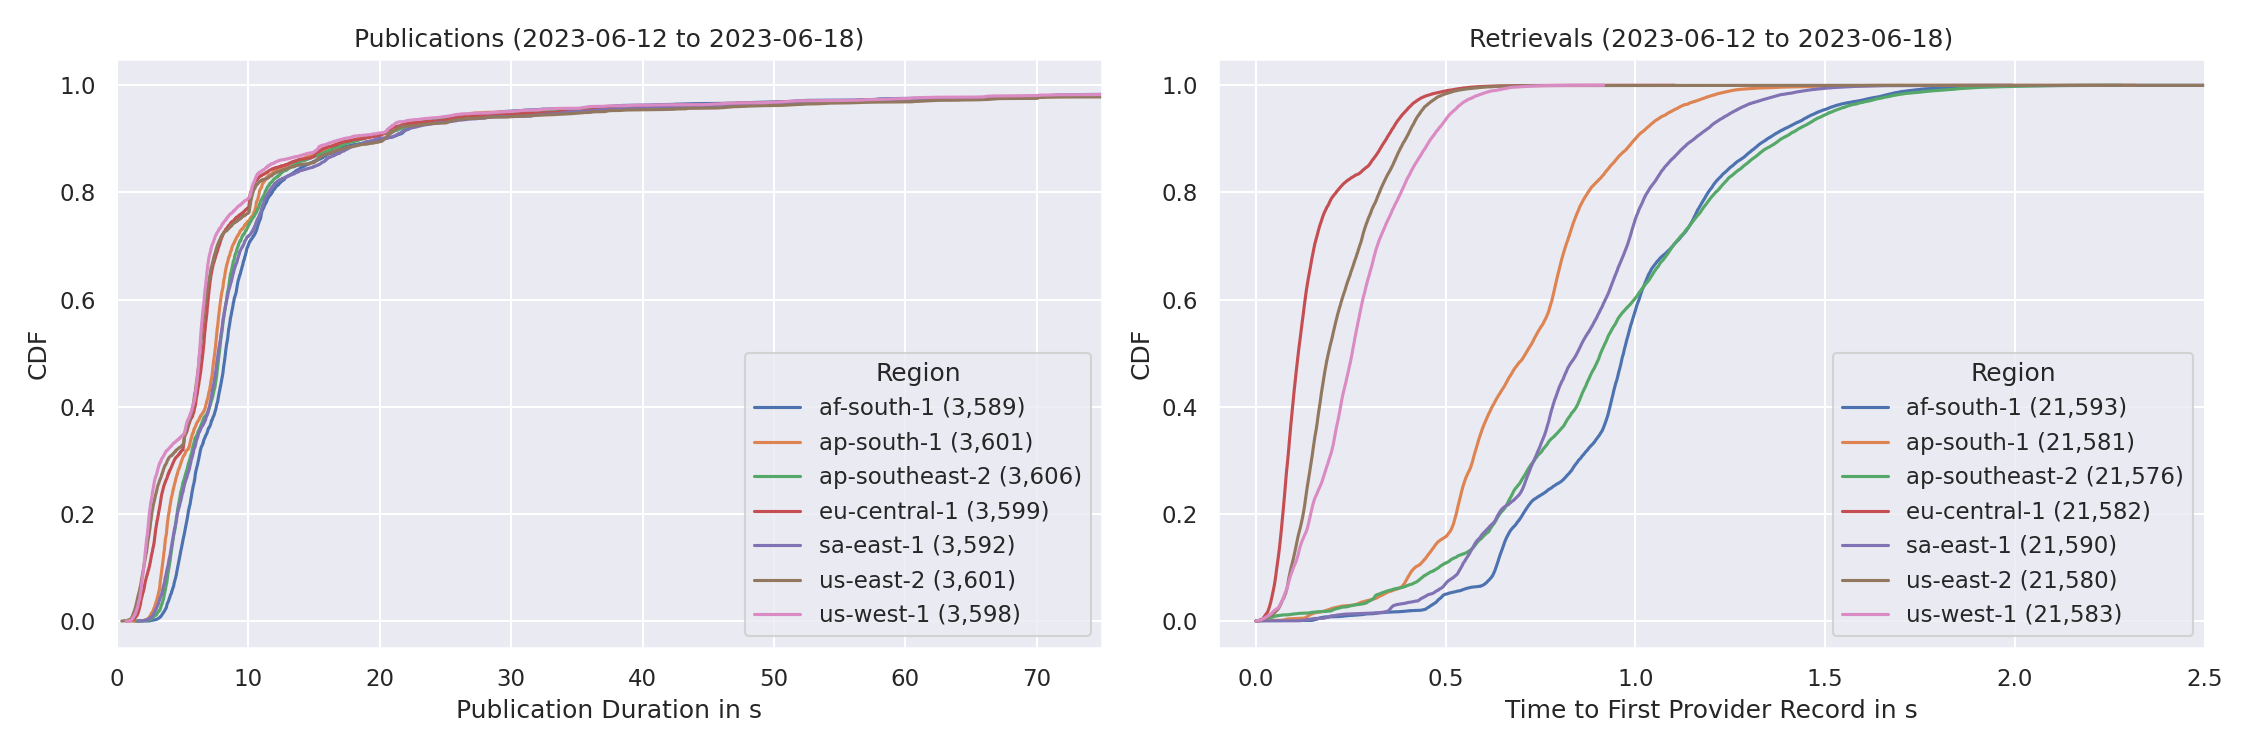 Publications (2023-06-12 to 2023-06-18)
CDF
1.0
0.8
0.6
0.4
0.2
0.0
0
10
20
30
40
50
60
70
Publication Duration in s
Region
af-south-1 (3,589)
ap-south-1 (3,601)
ap-southeast-2 (3,606)
eu-central-1 (3,599)
sa-east-1 (3,592)
us-east-2 (3,601)
us-west-1 (3,598)
Retrievals (2023-06-12 to 2023-06-18)
CDF
1.0
0.8
0.6
0.4
0.2
0.0
0.0
0.5
1.0
1.5
2.0
2.5
Time to First Provider Record in s
Region
af-south-1 (21,593)
ap-south-1 (21,581)
ap-southeast-2 (21,576)
eu-central-1 (21,582)
sa-east-1 (21,590)
us-east-2 (21,580)
us-west-1 (21,583)